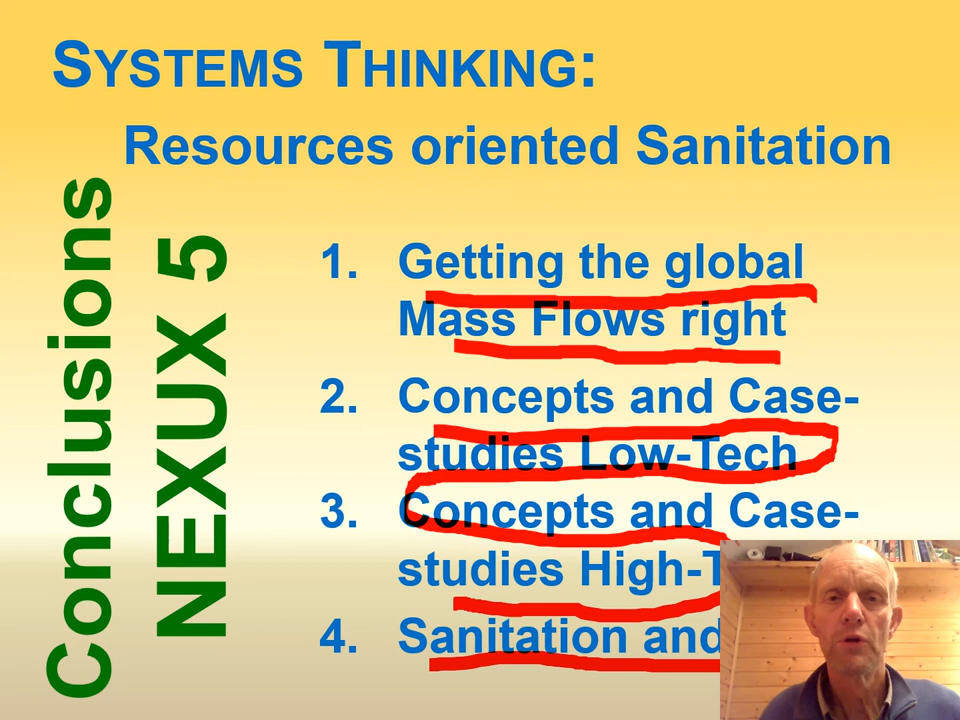 SYSTEMS THINKING:
Resources oriented Sanitation
Conclusions
NEXUX 5
1. Getting the global
Mass Flows right
2. Concepts and Case-
studies Low-Tech
3. Concepts and Case-
studies
4. Sanitation and